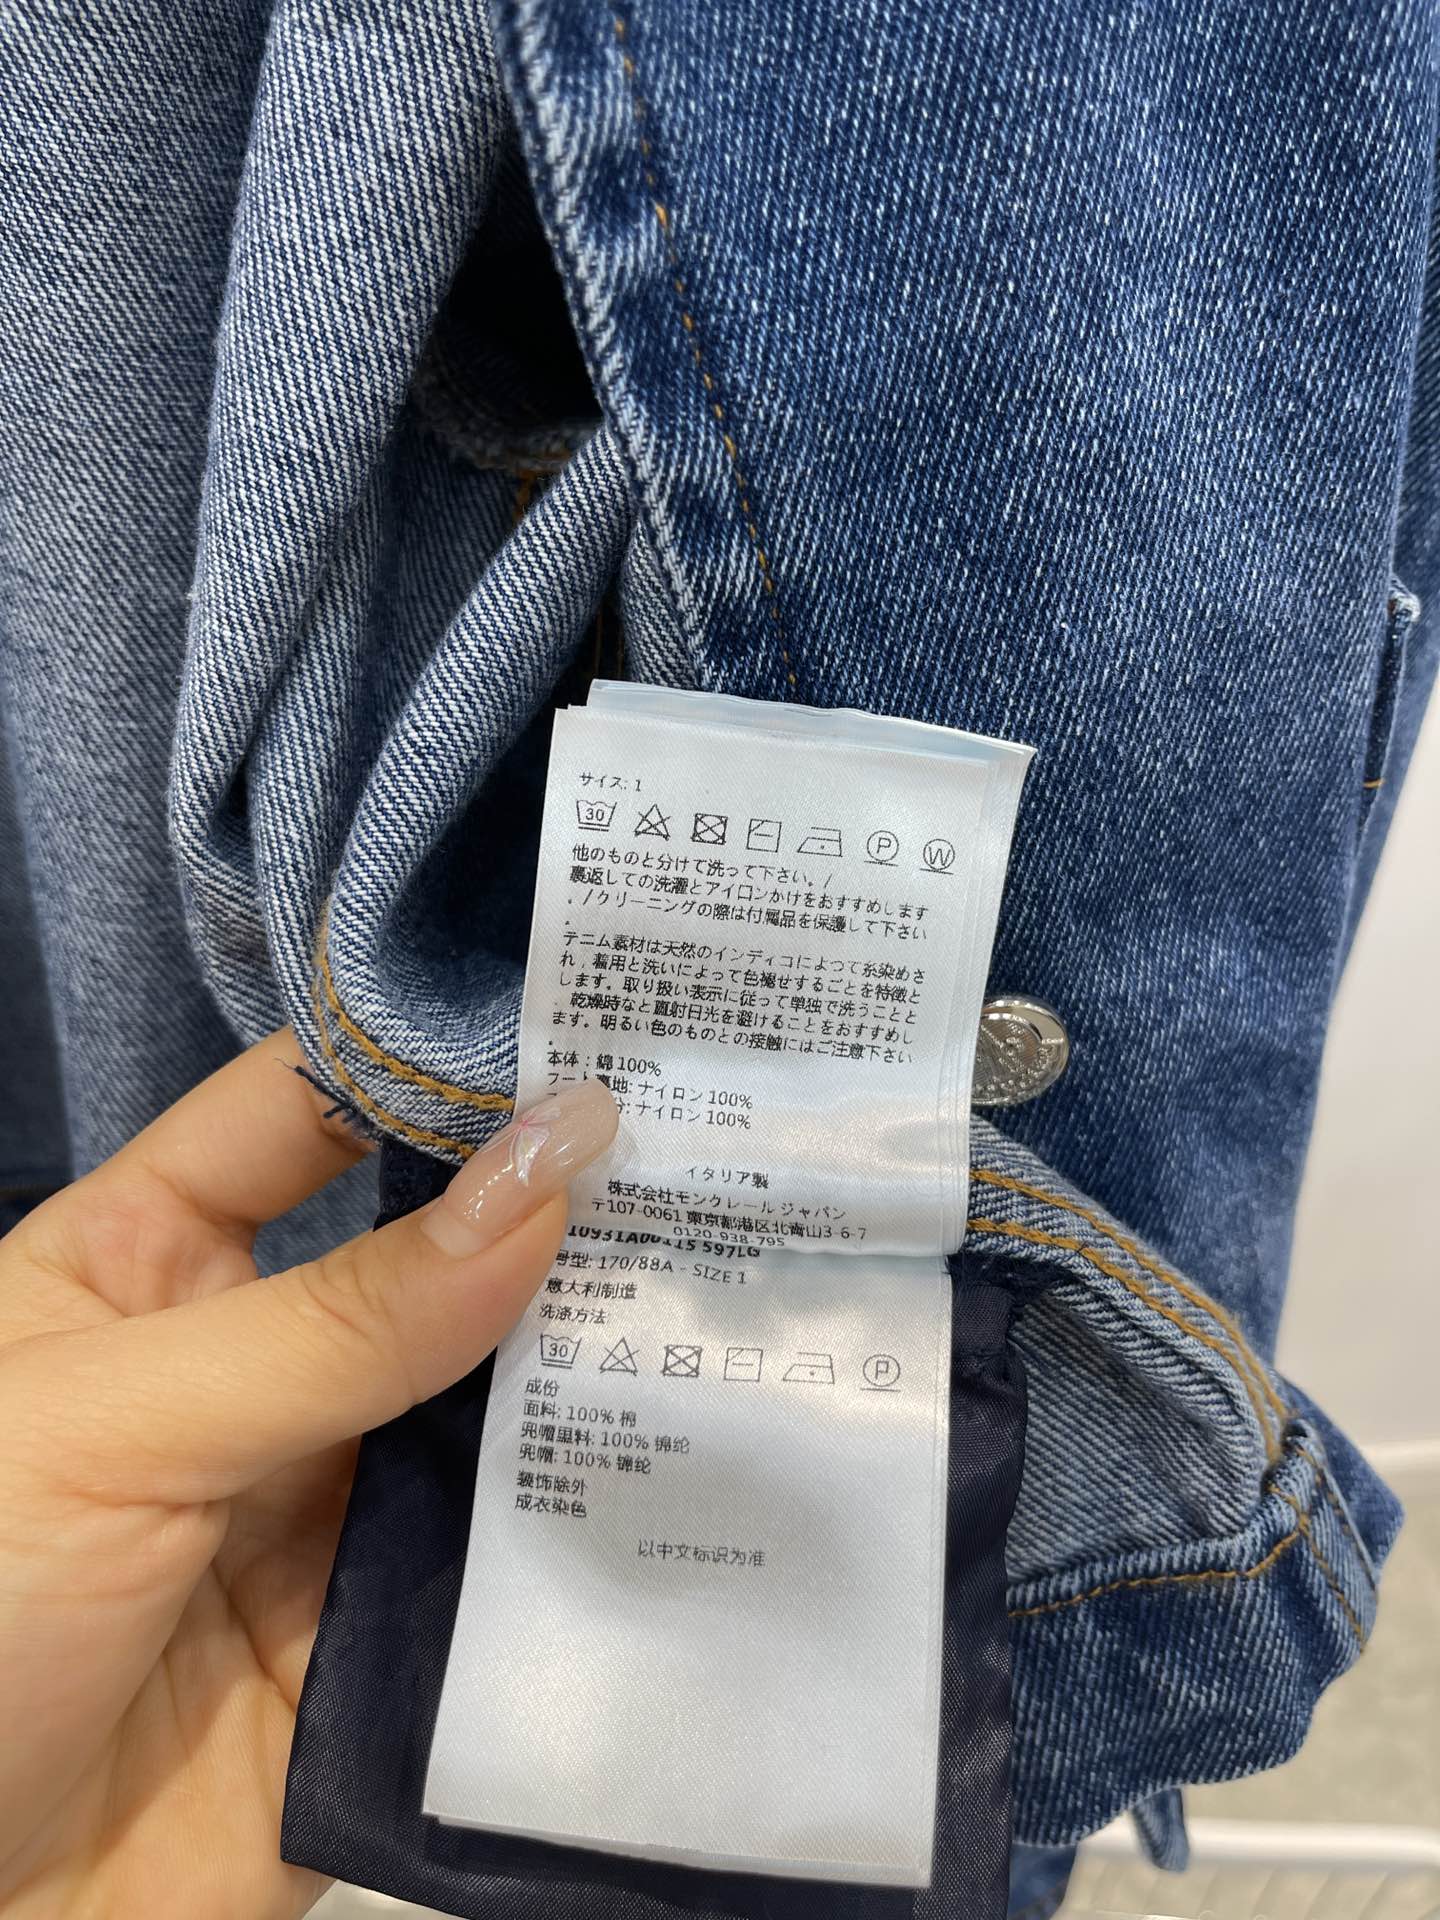 サイズ: 1
30
P
W
他のものと分けて洗って下さい。/
裏返しての洗濯とアイロンかけをおすすめします
。/クリーニングの際は付属品を保護して下さい
。
テニム素材は天然のインディコによつて糸染めさ
れ,着用と洗いによって色褪せするごとを特徴と
します。取り扱い表示に従って単独で洗うことと
、乾燥時なと直射日光を避けることをおすすめし
ます。明るい色のものとの接触にはご注意下さい
。
本体：綿100%
裏地: ナイロン 100%
分: ナイロン 100%
イタリア製
株式会社モンクレールジャパン
〒107-0061 東京都港区北青山3-6-7
0120-938-795
10931A00115 597LG
号型: 170/88A - SIZE 1
意大利制造
洗涤方法
30
P
成份
面料: 100% 棉
兜帽里料: 100% 锦纶
兜帽: 100% 锦纶
装饰除外
成衣染色
以中文标识为准